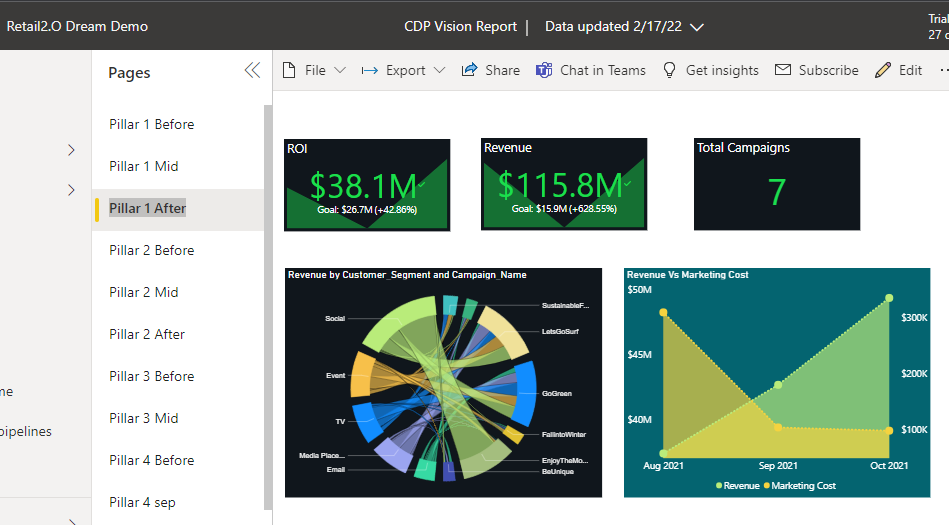 Retail2.O Dream Demo
CDP Vision Report | Data updated 2/17/22
Trial
27
Pages
File
Export
Share
Chat in Teams
Get insights
Subscribe
Edit
Pillar 1 Before
Pillar 1 Mid
Pillar 1 After
Pillar 2 Before
Pillar 2 Mid
Pillar 2 After
Pillar 3 Before
Pillar 3 Mid
Pillar 4 Before
Pillar 4 sep
me
pipelines
ROI
$38.1M
Goal: $26.7M (+42.86%)
Revenue
$115.8M
Goal: $15.9M (+628.55%)
Total Campaigns
7
Revenue by Customer_Segment and Campaign_Name
Social
Event
TV
Media Place...
Email
SustainableF...
LetsGoSurf
GoGreen
FallintoWinter
EnjoyTheMo...
BeUnique
Revenue Vs Marketing Cost
$50M
$45M
$40M
$300K
$200K
$100K
Aug 2021
Sep 2021
Oct 2021
Revenue
Marketing Cost